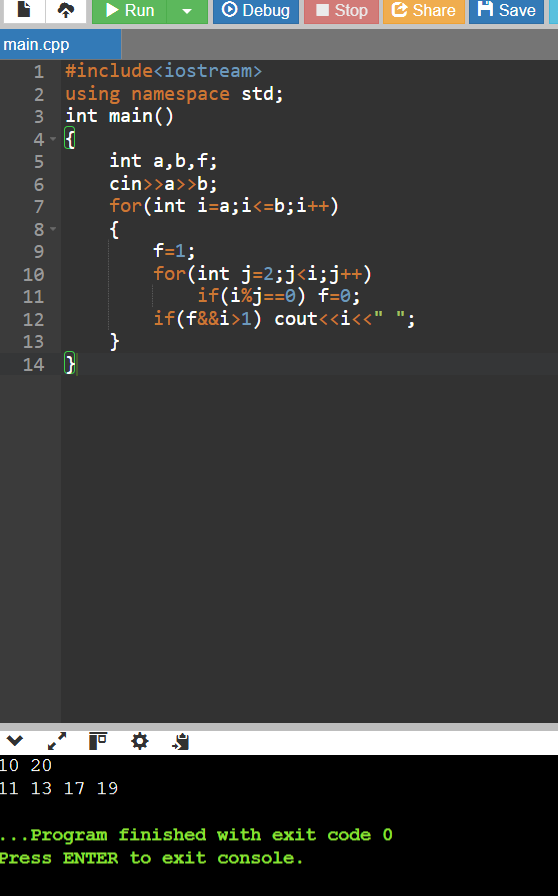 Run Debug Stop Share Save
main.cpp
1 #include<iostream>
2 using namespace std;
3 int main()
4 {
5     int a,b,f;
6     cin>>a>>b;
7     for(int i=a;i<=b;i++)
8     {
9         f=1;
10         for(int j=2;j<i;j++)
11             if(i%j==0) f=0;
12         if(f&&i>1) cout<<i<<" ";
13     }
14 }
10 20
11 13 17 19
...Program finished with exit code 0
Press ENTER to exit console.